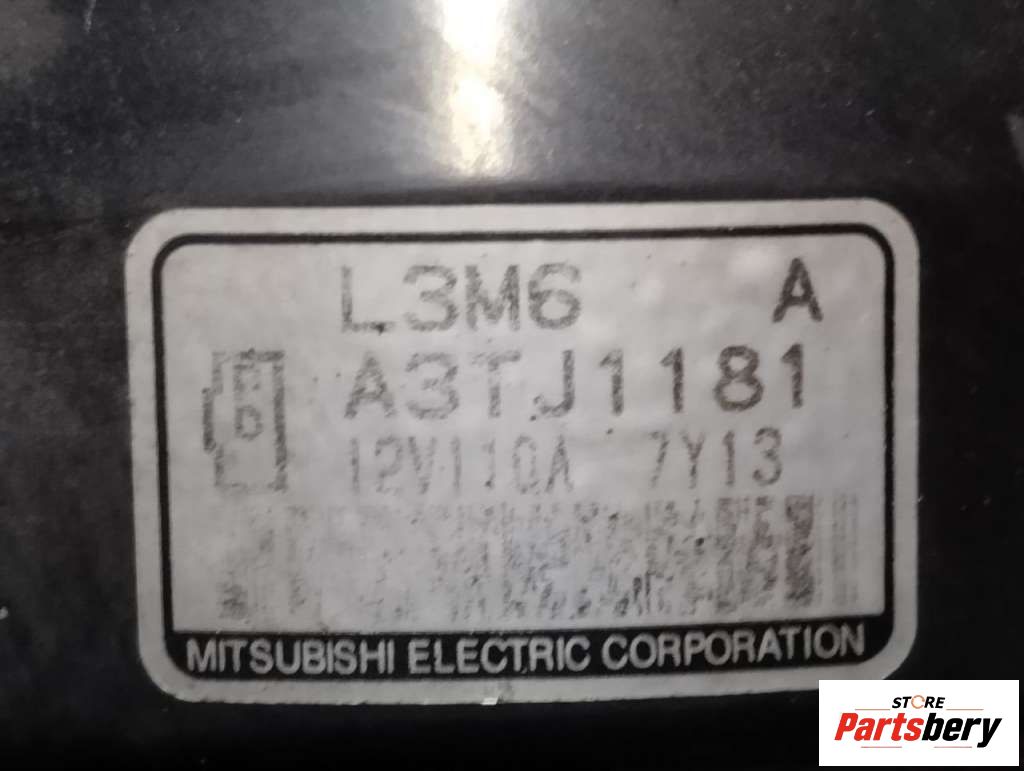 L3M6 A
A3TJ1181
12V110A 7Y13
MITSUBISHI ELECTRIC CORPORATION
STORE
Partsbery